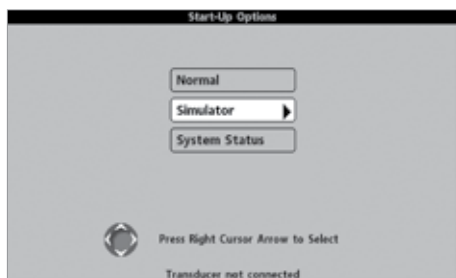 Start-Up Options
Normal
Simulator
System Status
Press Right Cursor Arrow to Select
Transducer not connected